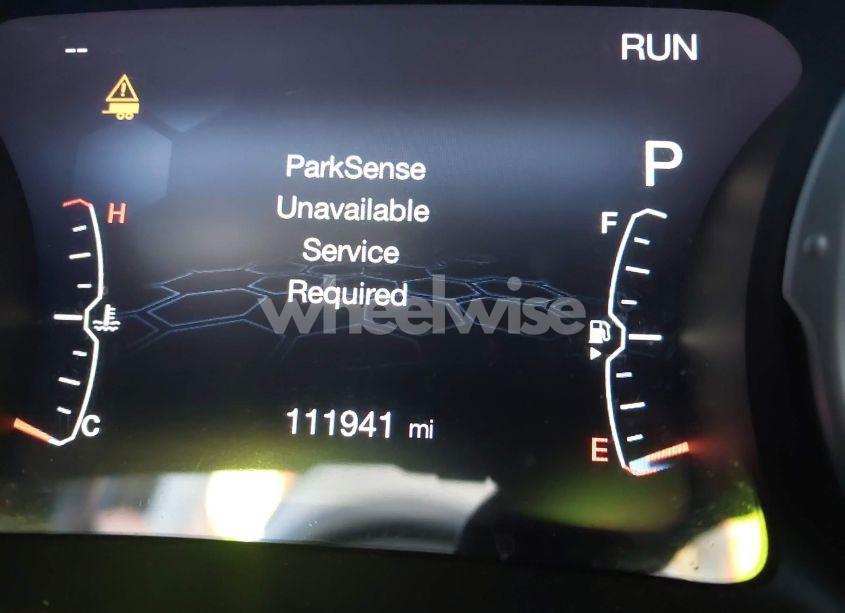 --
RUN
P
ParkSense
Unavailable
Service
Required
H
F
wheelwise
C
E
111941 mi